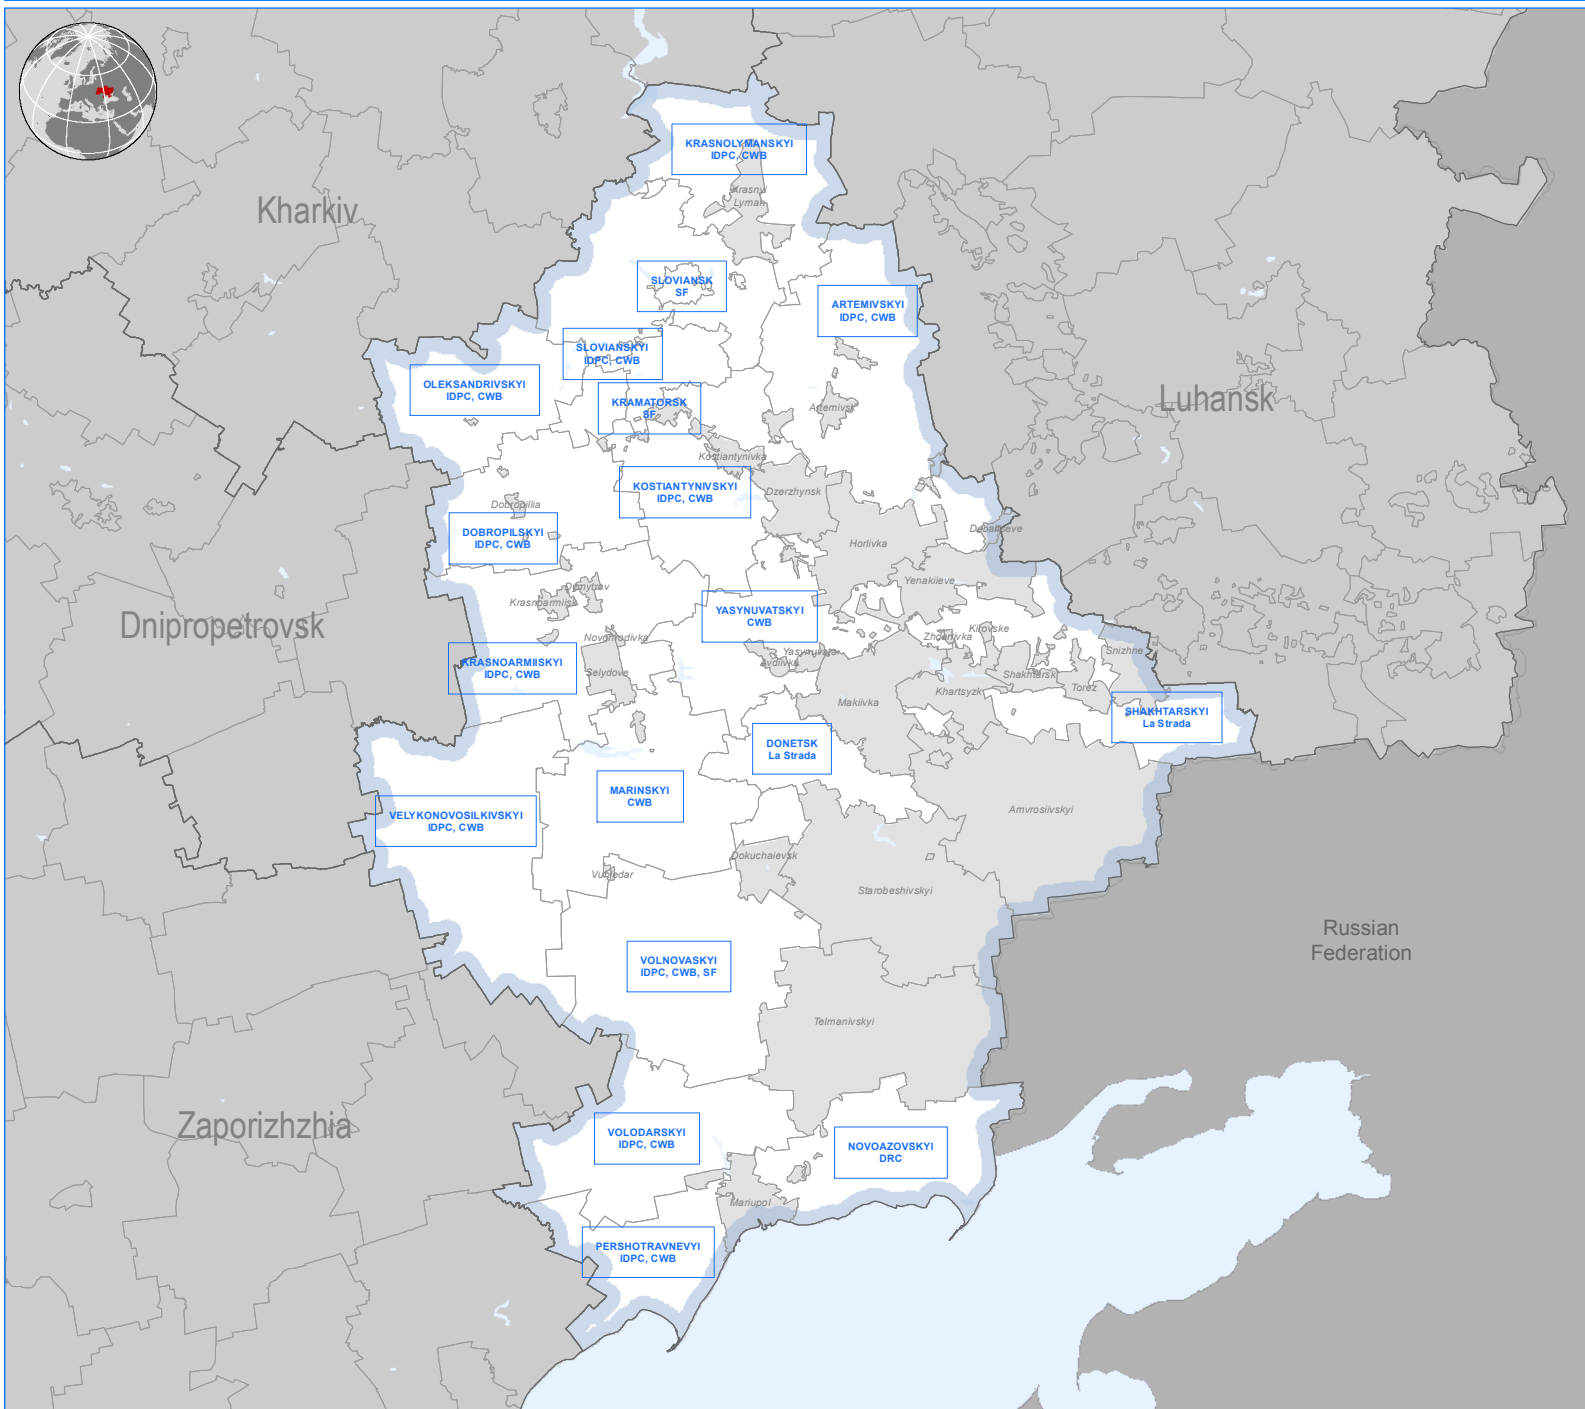 KRASNOLYMANSKYI
IDPC, CWB
Krasnyi
Lyman
Kharkiv
SLOVIANSK
SF
ARTEMIVSKYI
IDPC, CWB
SLOVIANSKYI
IDPC, CWB
OLEKSANDRIVSKYI
IDPC, CWB
KRAMATORSK
SF
Artemivsk
Luhansk
Kostiantynivka
KOSTIANTYNIVSKYI
IDPC, CWB
Dzerzhynsk
Dobropillia
DOBROPILSKYI
IDPC, CWB
Debaltseve
Horlivka
Yenakiieve
Dymytrov
Krasnoarmiisk
YASYNUVATSKYI
CWB
Dnipropetrovsk
Novohrodivka
Kirovske
Zhdanivka
Snizhne
Yasynuvata
Avdiivka
KRASNOARMIISKYI
IDPC, CWB
Selydove
Shakhtarsk
Torez
Khartsyzk
Makiivka
SHAKHTARSKYI
La Strada
DONETSK
La Strada
MARINSKYI
CWB
VELYKONOVOSILKIVSKYI
IDPC, CWB
Amvrosiivskyi
Dokuchaievsk
Vuhledar
Starobeshivskyi
Russian
Federation
VOLNOVASKYI
IDPC, CWB, SF
Telmanivskyi
Zaporizhzhia
VOLODARSKYI
IDPC, CWB
NOVOAZOVSKYI
DRC
Mariupol
PERSHOTRAVNEVYI
IDPC, CWB